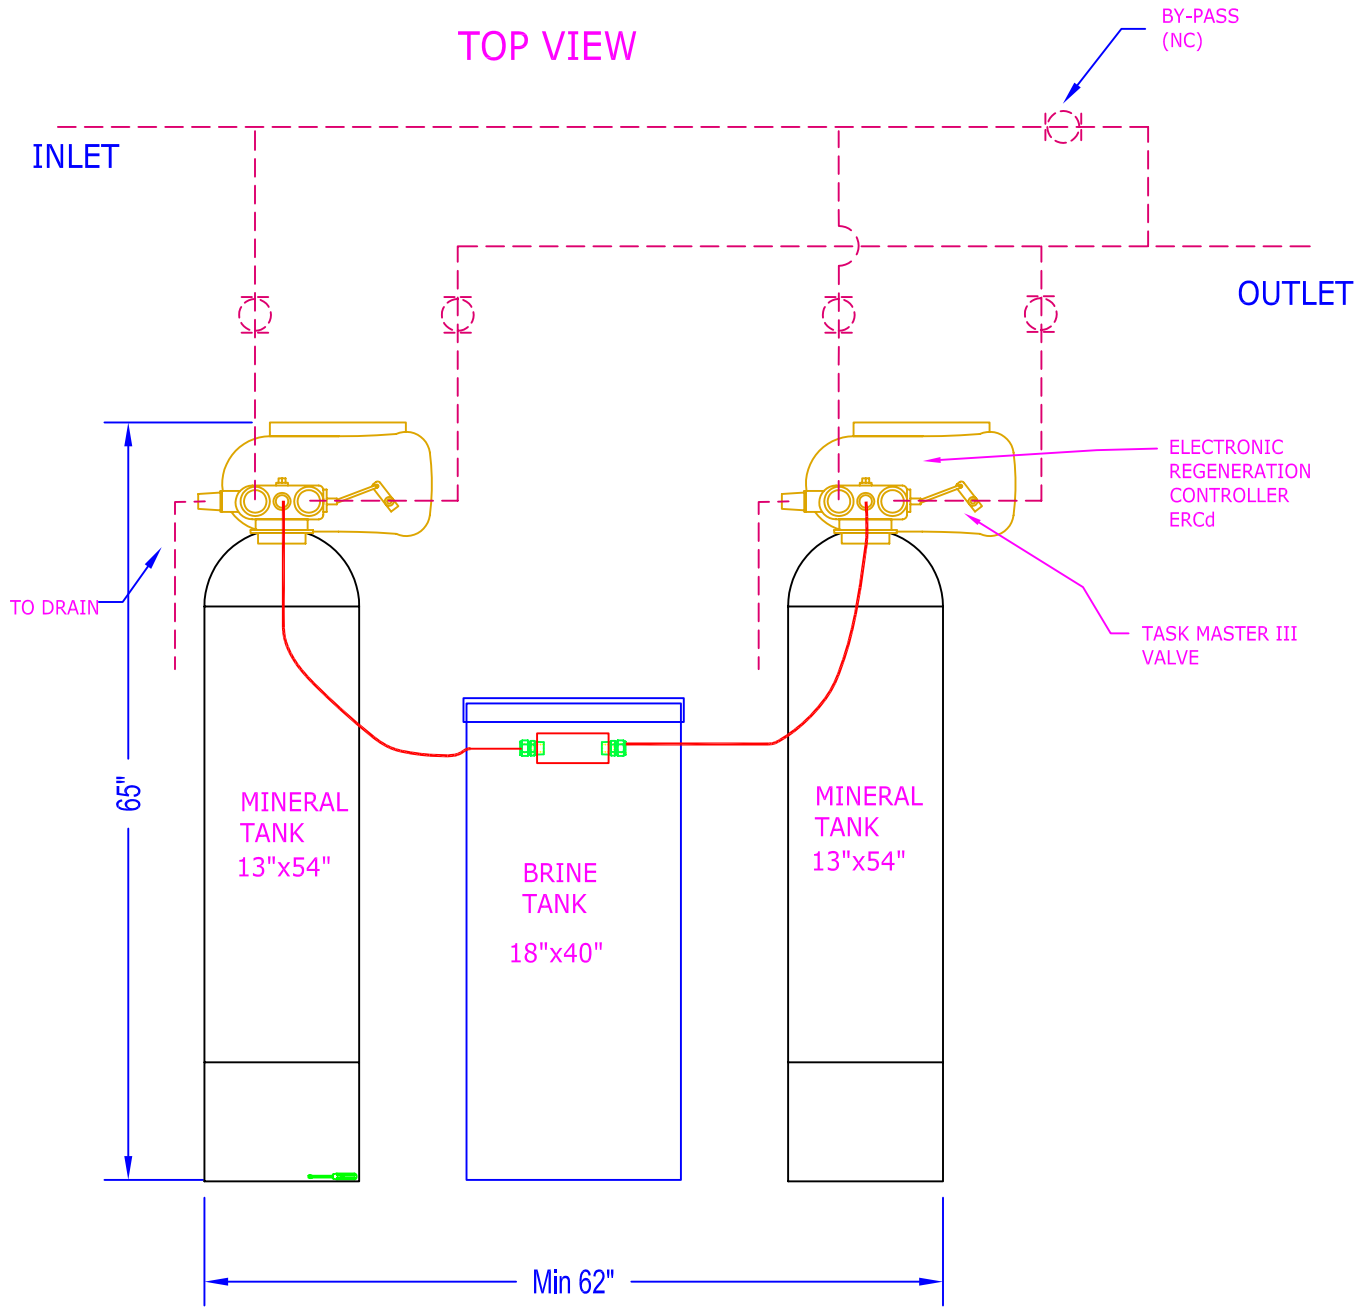 BY-PASS
(NC)
TOP VIEW
INLET
OUTLET
ELECTRONIC
REGENERATION
CONTROLLER
ERCd
TO DRAIN
TASK MASTER III
VALVE
65"
MINERAL
TANK
13"x54"
BRINE
TANK
18"x40"
MINERAL
TANK
13"x54"
Min 62"